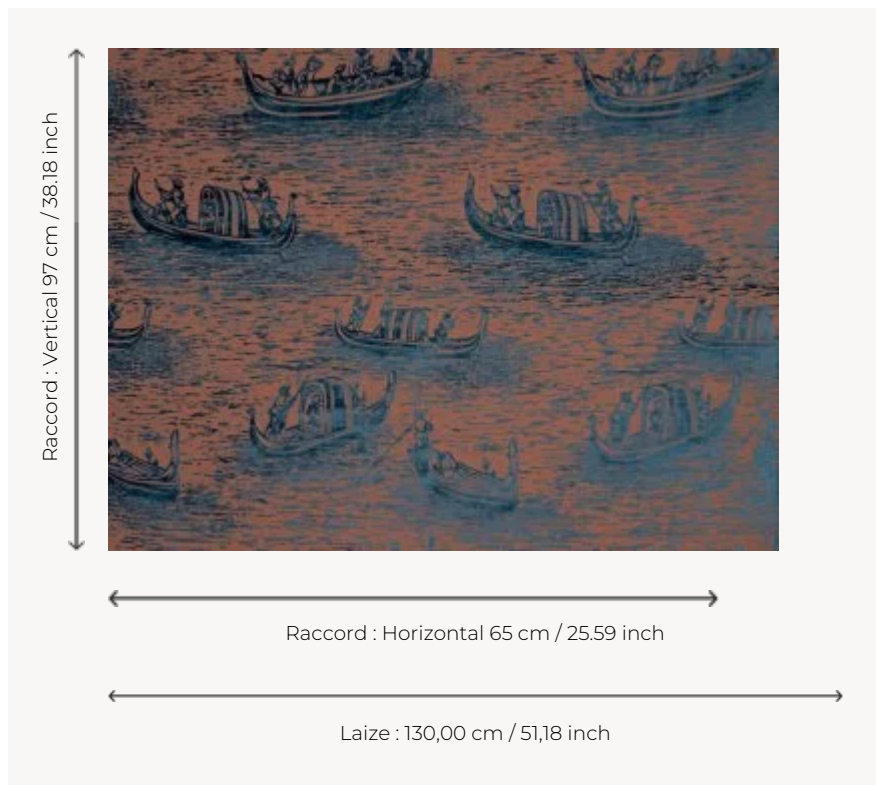 Raccord : Vertical 97 cm / 38.18 inch
Raccord : Horizontal 65 cm / 25.59 inch
Laize : 130,00 cm / 51,18 inch